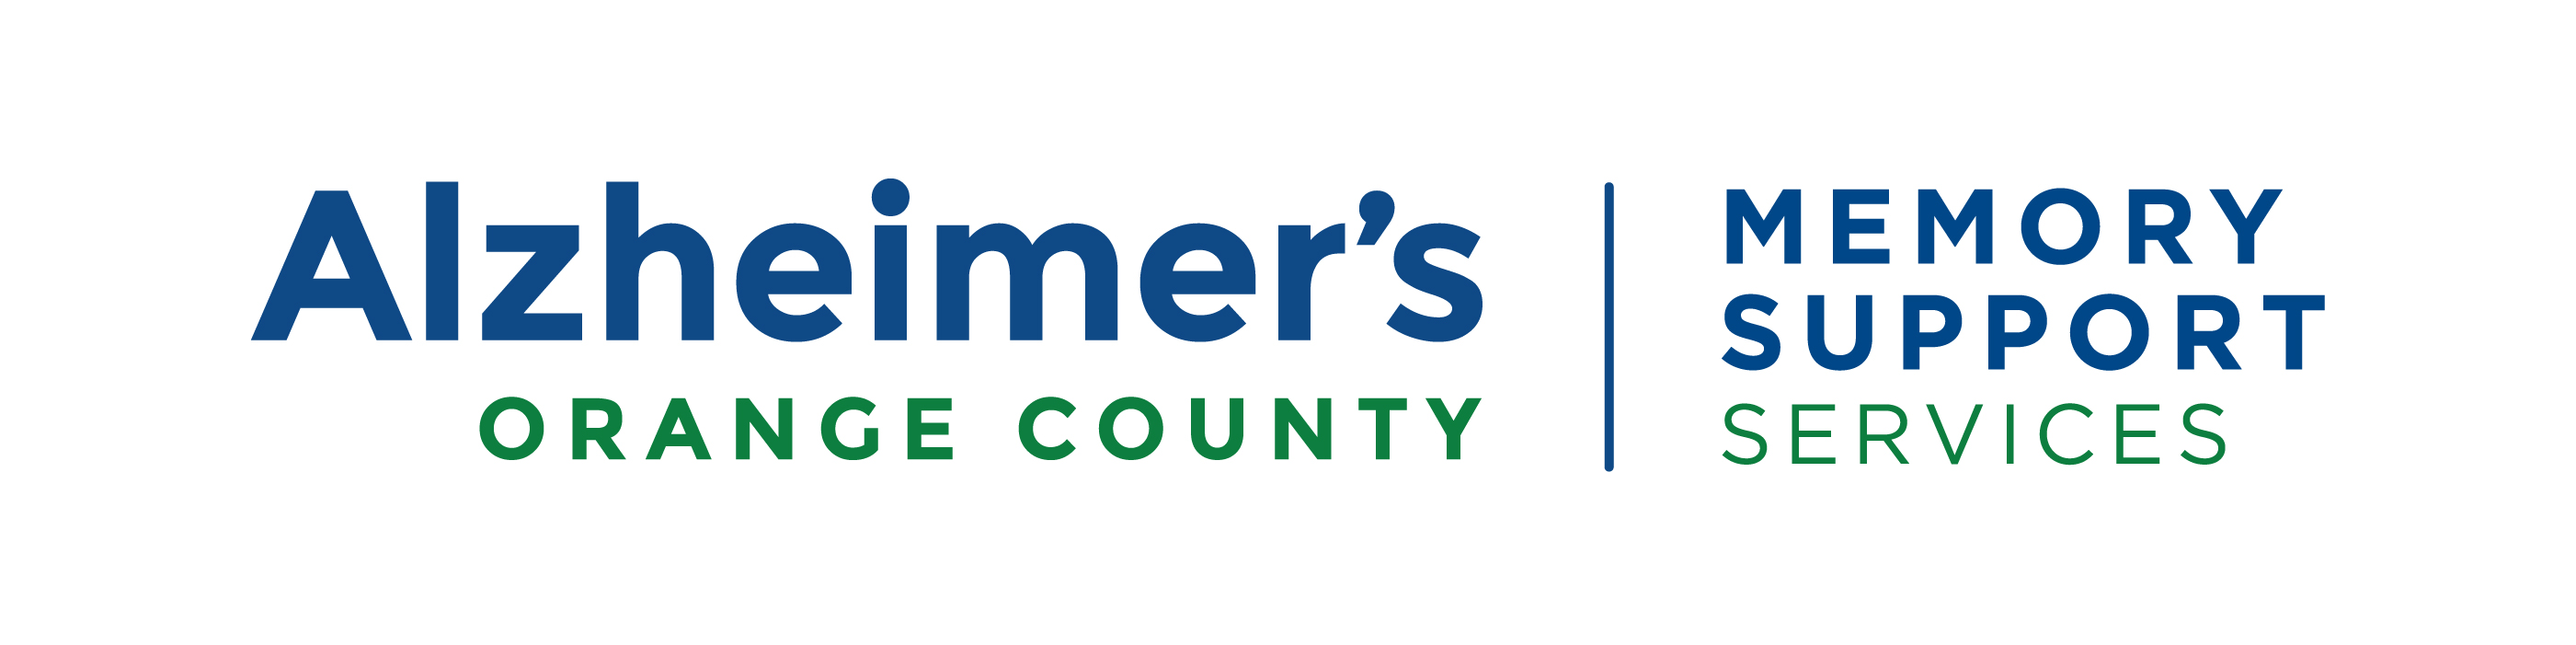 Alzheimer’s
ORANGE COUNTY
MEMORY
SUPPORT
SERVICES